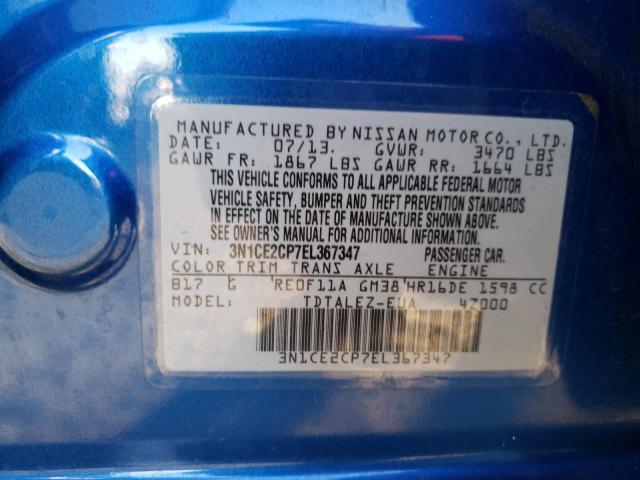 MANUFACTURED BY NISSAN MOTOR CO., LTD.
DATE: 07/13. GVWR: 3470 LBS
GAWR FR: 1867 LBS GAWR RR: 1664 LBS
THIS VEHICLE CONFORMS TO ALL APPLICABLE FEDERAL MOTOR
VEHICLE SAFETY, BUMPER AND THEFT PREVENTION STANDARDS
IN EFFECT ON THE DATE OF MANUFACTURE SHOWN ABOVE.
SEE OWNER'S MANUAL FOR ADDITIONAL INFORMATION.
VIN: 3N1CE2CP7EL367347 PASSENGER CAR.
COLOR TRIM TRANS AXLE ENGINE
B17 G RE0F11A GM38 HR16DE 1598 CC
MODEL: TDTALEZ-EUA 4Z000
3N1CE2CP7EL367347